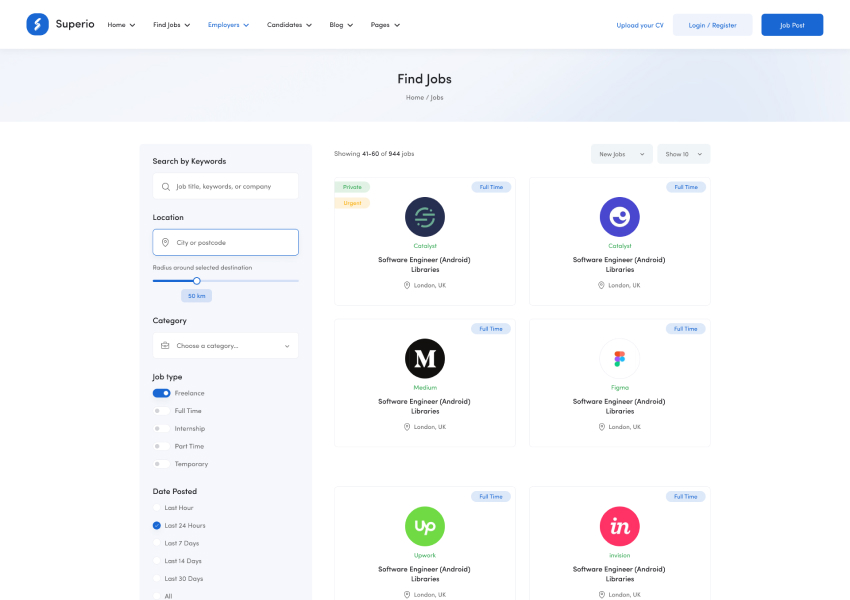 Superio
Home
Find Jobs
Employers
Candidates
Blog
Pages
Upload your CV
Login / Register
Job Post
Find Jobs
Home / Jobs
Search by Keywords
Job title, keywords, or company
Location
City or postcode
Radius around selected destination
50 km
Category
Choose a category...
Job type
Freelance
Full Time
Internship
Part Time
Temporary
Date Posted
Last Hour
Last 24 Hours
Last 7 Days
Last 14 Days
Last 30 Days
All
Showing 41-60 of 944 jobs
New Jobs
Show 10
Private
Urgent
Full Time
Catalyst
Software Engineer (Android)
Libraries
London, UK
Full Time
Catalyst
Software Engineer (Android)
Libraries
London, UK
Full Time
M
Medium
Software Engineer (Android)
Libraries
London, UK
Full Time
Figma
Software Engineer (Android)
Libraries
London, UK
Full Time
Up
Upwork
Software Engineer (Android)
Libraries
London, UK
Full Time
in
invision
Software Engineer (Android)
Libraries
London, UK